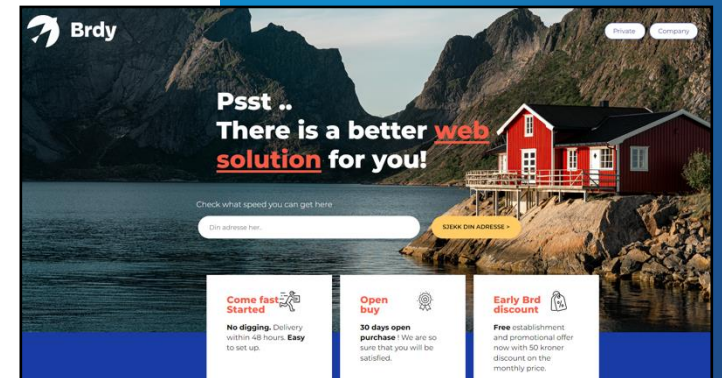 Brdy
Private
Company
Psst ..
There is a better web
solution for you!
Check what speed you can get here
Din adresse her..
SJEKK DIN ADRESSE >
Come fast
Started
No digging. Delivery
within 48 hours. Easy
to set up.
Open
buy
30 days open
purchase ! We are so
sure that you will be
satisfied.
Early Brd
discount
%
Free establishment
and promotional offer
now with 50 kroner
discount on the
monthly price.